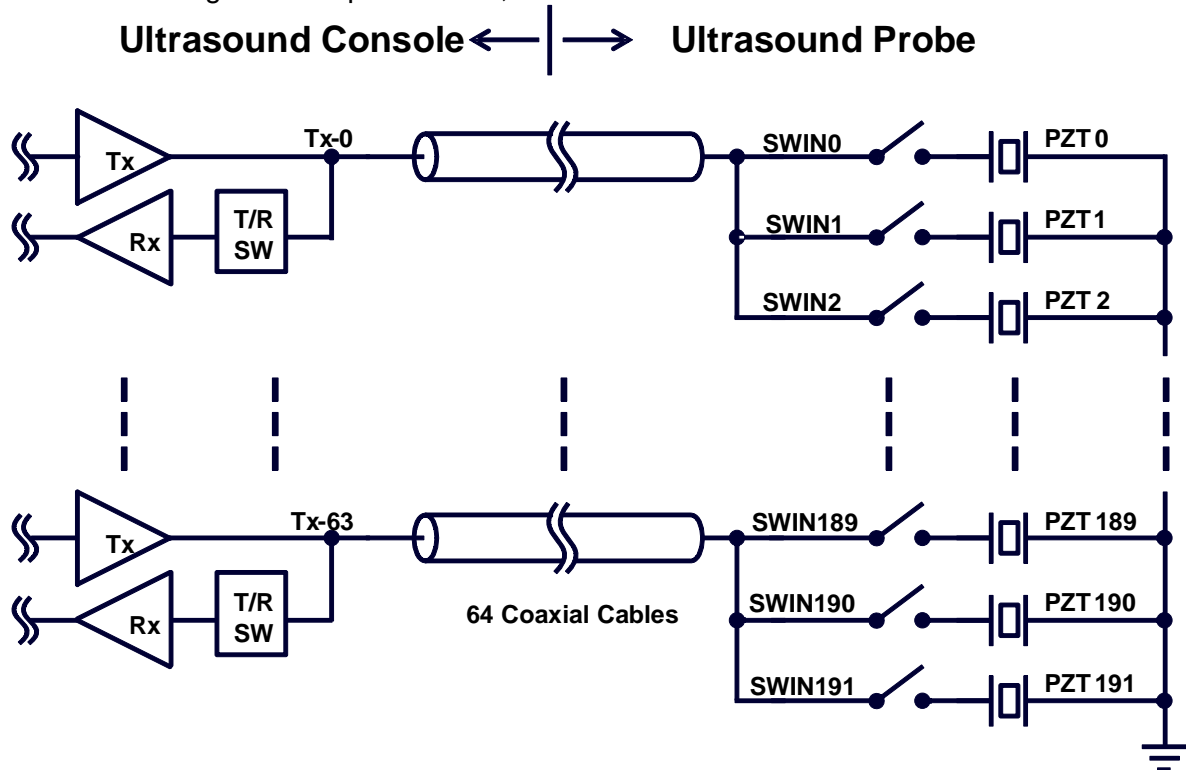 Ultrasound Console Ultrasound Probe
Tx-0
Tx
T/R
SW
Rx
SWIN0
PZT 0
SWIN1
PZT 1
SWIN2
PZT 2
Tx-63
Tx
T/R
SW
Rx
64 Coaxial Cables
SWIN189
PZT 189
SWIN190
PZT 190
SWIN191
PZT 191